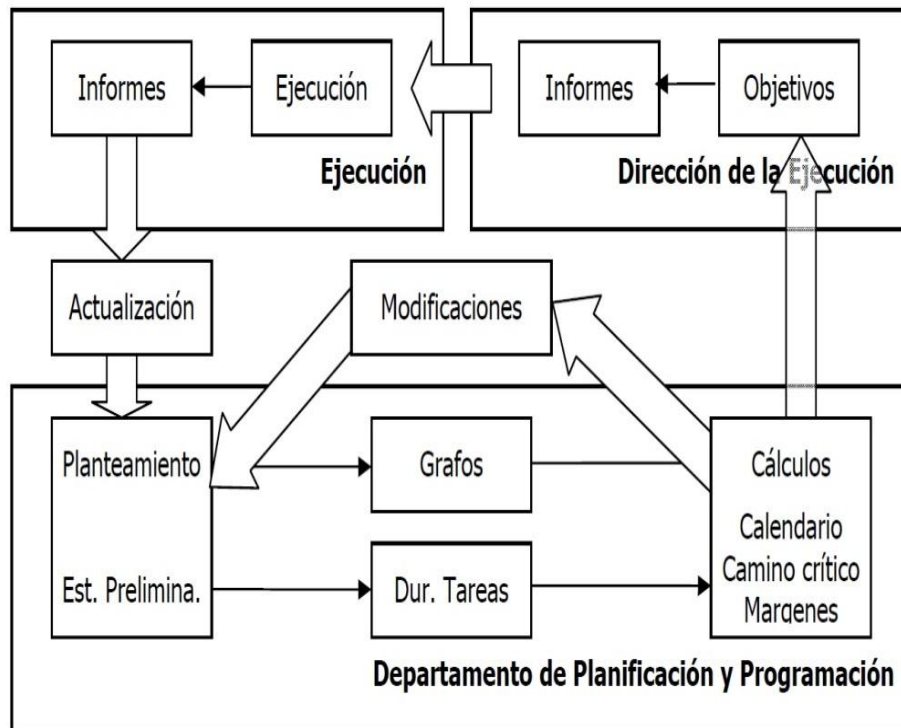 Informes
Ejecución
Informes
Objetivos
Ejecución
Dirección de la Ejecución
Actualización
Modificaciones
Planteamiento
Grafos
Cálculos
Calendario
Est. Prelimina.
Dur. Tareas
Camino crítico
Margenes
Departamento de Planificación y Programación